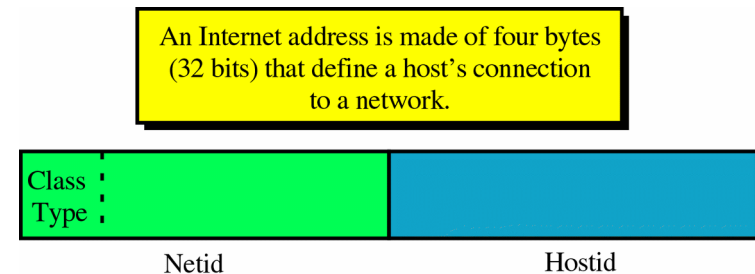 An Internet address is made of four bytes
(32 bits) that define a host's connection
to a network.
Class
Type
Netid
Hostid